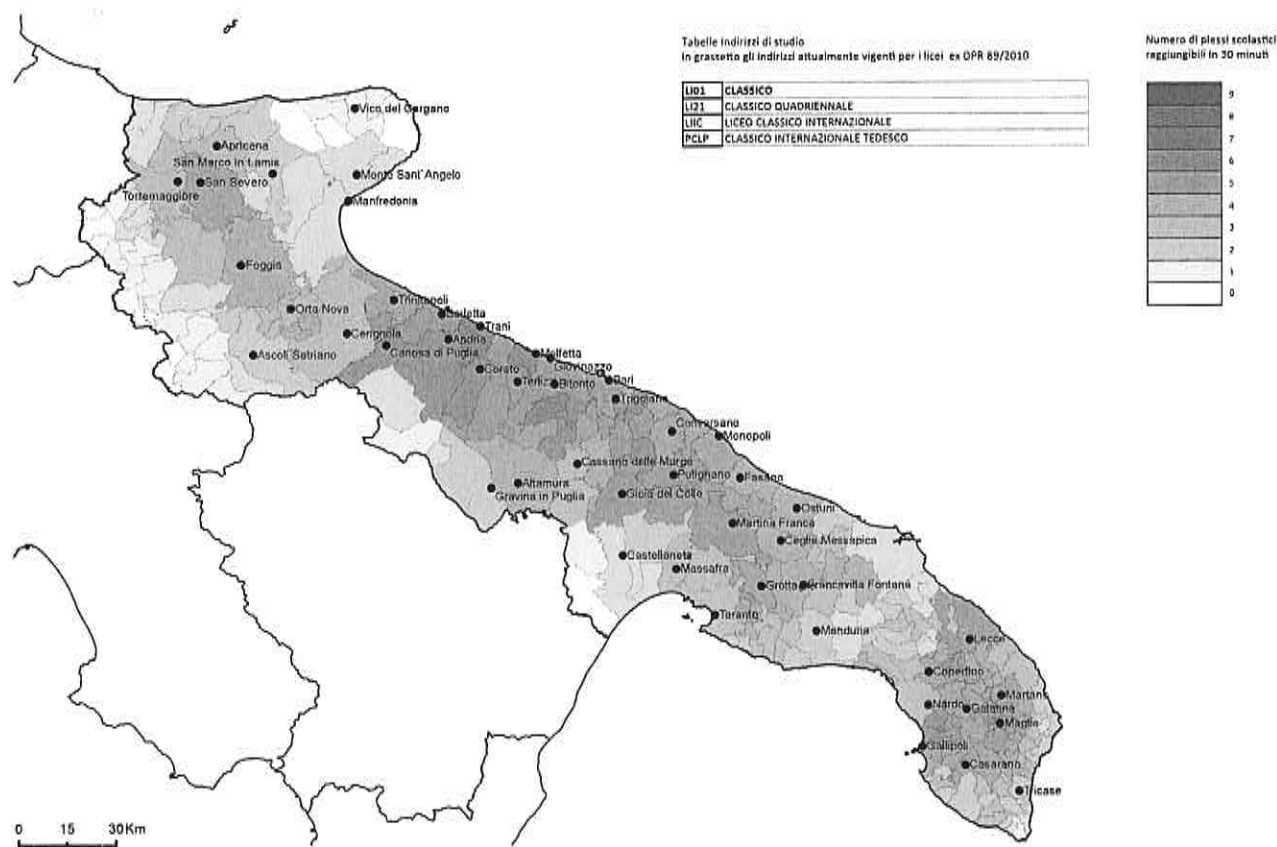 Tabelle indirizzi di studio
in grassetto gli indirizzi attualmente vigenti per i licei ex DPR 89/2010
LI01 CLASSICO
LI21 CLASSICO QUADRIENNALE
LIIC LICEO CLASSICO INTERNAZIONALE
PCLP CLASSICO INTERNAZIONALE TEDESCO
Numero di plessi scolastici
raggiungibili in 30 minuti
9
8
7
6
5
4
3
2
1
0
Vico del Gargano
Apricena
San Marco in Lamis
Monte Sant'Angelo
San Severo
Torremaggiore
Manfredonia
Foggia
Trinitapoli
Orta Nova
Barletta
Trani
Cerignola
Andria
Canosa di Puglia
Ascoli Satriano
Molfetta
Giovinazzo
Corato
Terlizzi
Bitonto
Bari
Triggiano
Conversano
Monopoli
Cassano delle Murge
Putignano
Fasano
Altamura
Gravina in Puglia
Gioia del Colle
Ostuni
Martina Franca
Ceglie Messapica
Castellaneta
Massafra
Grotta
Francavilla Fontana
Taranto
Manduria
Lecce
Copertino
Martano
Nardò
Galatina
Maglie
Gallipoli
Casarano
Tricase
0 15 30Km